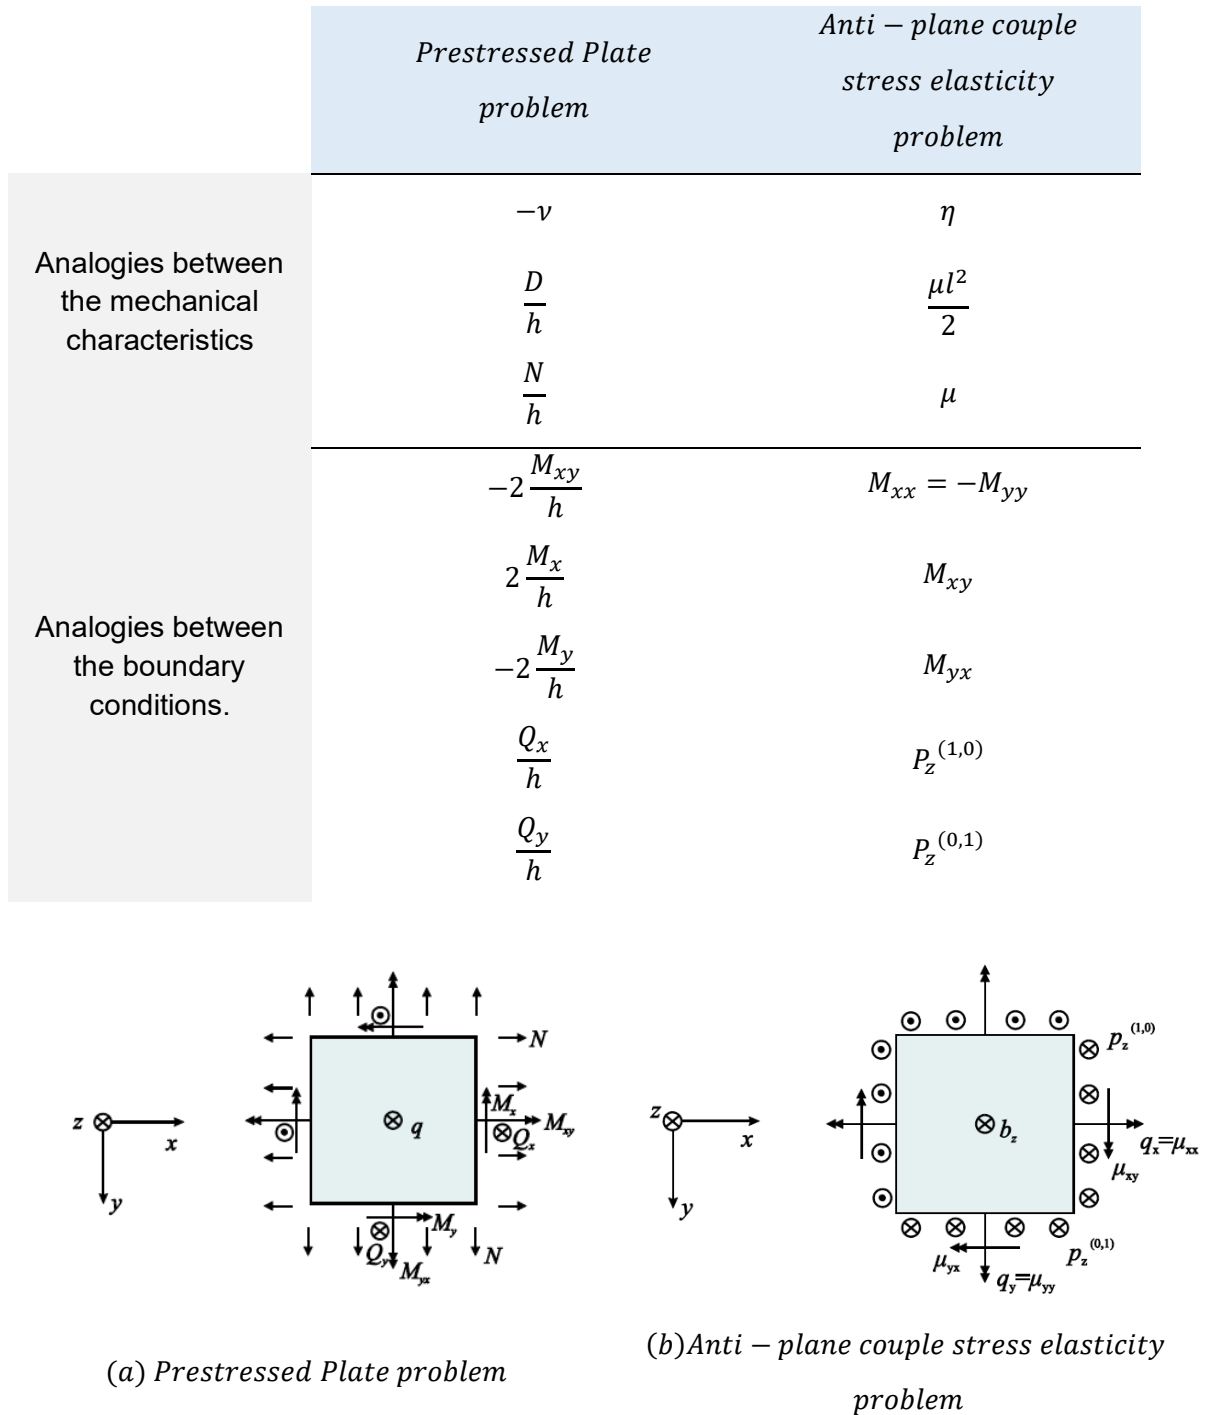 Prestressed Plate
problem
Anti − plane couple
stress elasticity
problem
Analogies between
the mechanical
characteristics
−ν
η
D/h
μl²/2
N/h
μ
Analogies between
the boundary
conditions.
−2 Mxy/h
Mxx = −Myy
2 Mx/h
Mxy
−2 My/h
Myx
Qx/h
Pz^(1,0)
Qy/h
Pz^(0,1)
z
x
y
N
Mx
Mxy
Qx
q
My
Qy
Myx
N
z
x
y
pz^(1,0)
bz
qx=μxx
μxy
μyx
qy=μyy
pz^(0,1)
(a) Prestressed Plate problem
(b)Anti − plane couple stress elasticity
problem